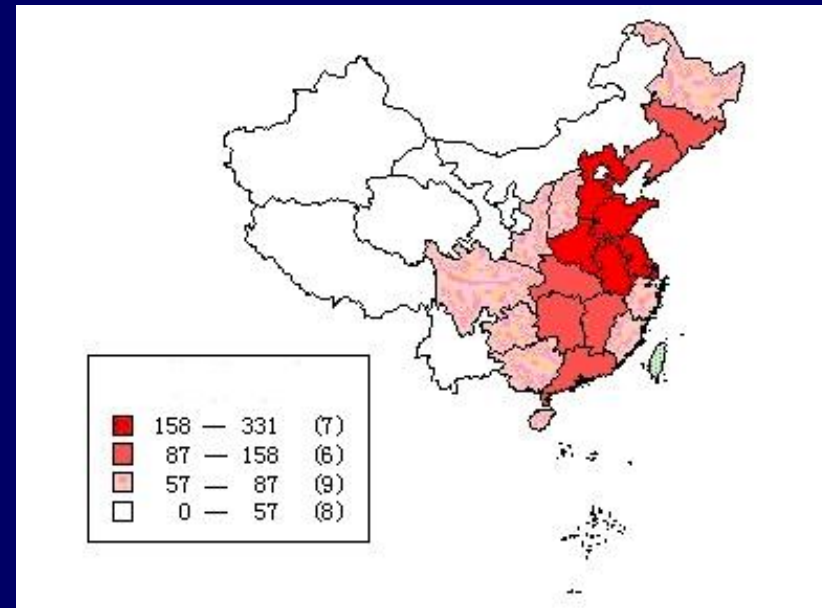 158 — 331 (7)
87 — 158 (6)
57 — 87 (9)
0 — 57 (8)